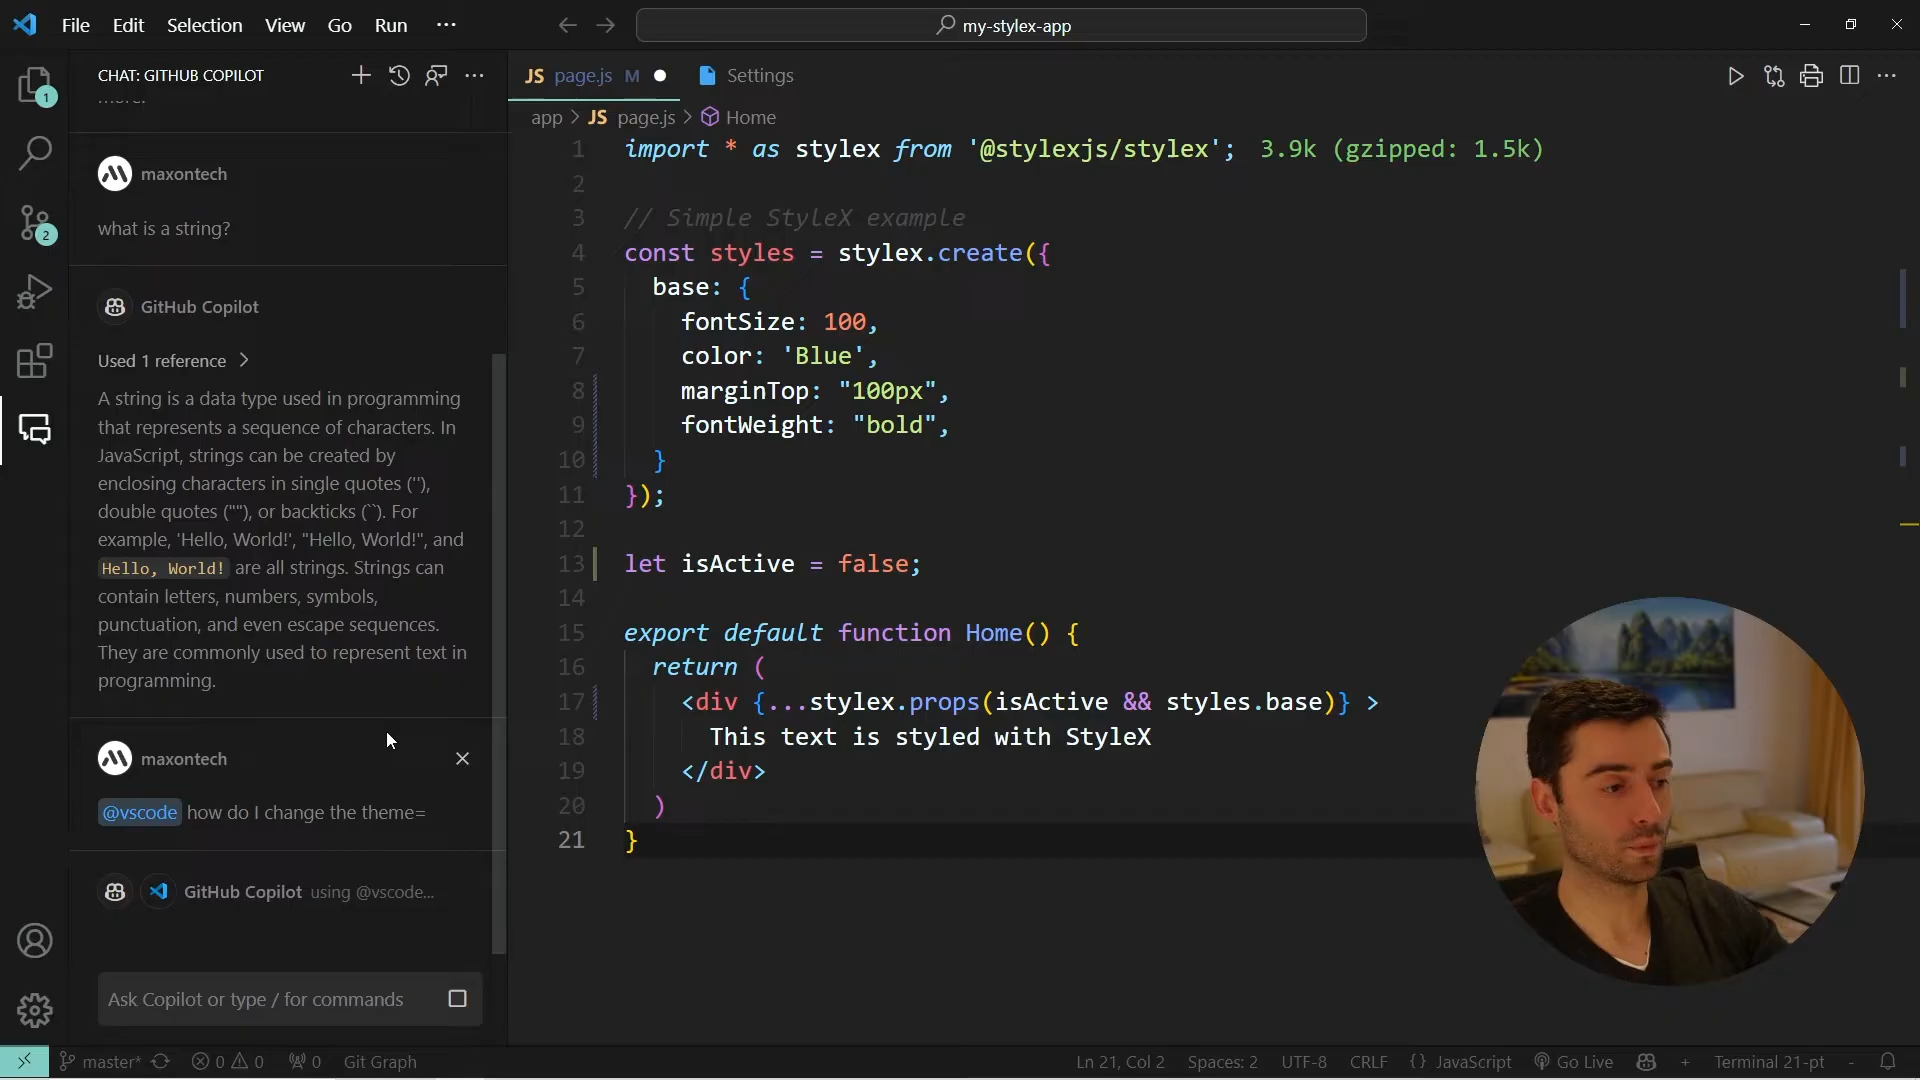 File Edit Selection View Go Run ···
my-stylex-app
CHAT: GITHUB COPILOT
JS page.js M
Settings
app > JS page.js > Home
1
2
more.
maxontech
what is a string?
GitHub Copilot
Used 1 reference >
A string is a data type used in programming
that represents a sequence of characters. In
JavaScript, strings can be created by
enclosing characters in single quotes (''),
double quotes (""), or backticks (``). For
example, 'Hello, World!', "Hello, World!", and
Hello, World! are all strings. Strings can
contain letters, numbers, symbols,
punctuation, and even escape sequences.
They are commonly used to represent text in
programming.
maxontech
@vscode how do I change the theme=
GitHub Copilot using @vscode...
Ask Copilot or type / for commands
1 import * as stylex from '@stylexjs/stylex'; 3.9k (gzipped: 1.5k)
2
3 // Simple StyleX example
4 const styles = stylex.create({
5 base: {
6 fontSize: 100,
7 color: 'Blue',
8 marginTop: "100px",
9 fontWeight: "bold",
10 }
11 });
12
13 let isActive = false;
14
15 export default function Home() {
16 return (
17 <div {...stylex.props(isActive && styles.base)} >
18 This text is styled with StyleX
19 </div>
20 )
21 }
master* 0 0 0 Git Graph
Ln 21, Col 2 Spaces: 2 UTF-8 CRLF {} JavaScript Go Live + Terminal 21-pt -